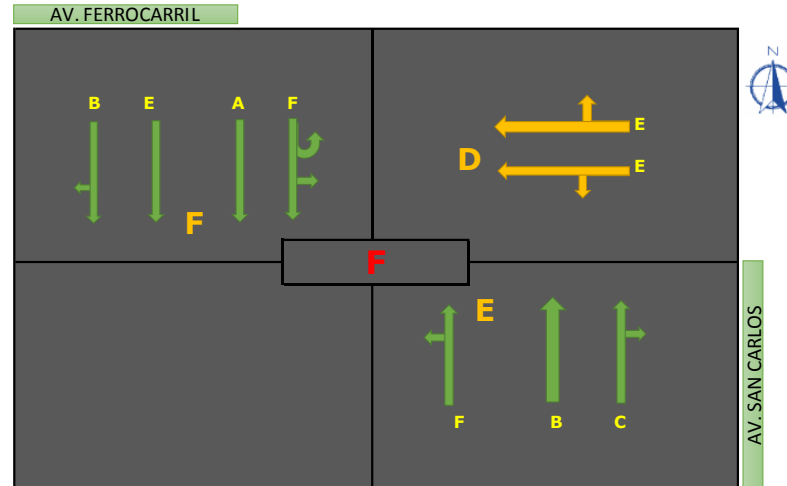 AV. FERROCARRIL
N
B E A F
E
D E
F
F
E
F B C
AV. SAN CARLOS